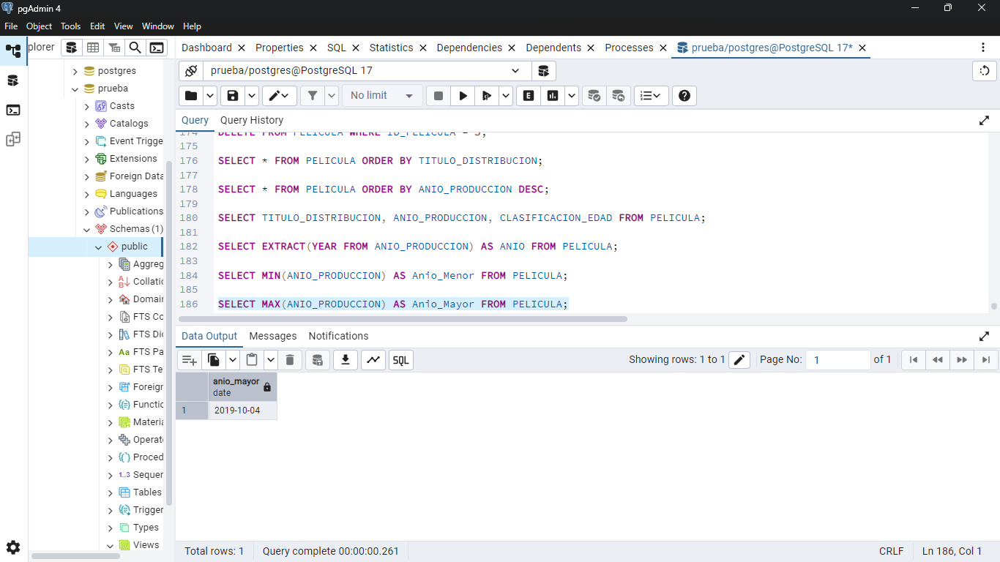 pgAdmin 4
File Object Tools Edit View Window Help
plorer
Dashboard Properties SQL Statistics Dependencies Dependents Processes prueba/postgres@PostgreSQL 17*
postgres
prueba
Casts
Catalogs
Event Trigge
Extensions
Foreign Data
Languages
Publications
Schemas (1)
public
Aggreg
Collatic
Domai
FTS Co
FTS Dic
FTS Pa
FTS Te
Foreigr
Functic
Materia
Operat
Proced
1..3 Sequer
Tables
Trigger
Types
Views
prueba/postgres@PostgreSQL 17
No limit
E
Query Query History
174 DELETE FROM PELICULA WHERE ID_PELICULA = 5;
175
176 SELECT * FROM PELICULA ORDER BY TITULO_DISTRIBUCION;
177
178 SELECT * FROM PELICULA ORDER BY ANIO_PRODUCCION DESC;
179
180 SELECT TITULO_DISTRIBUCION, ANIO_PRODUCCION, CLASIFICACION_EDAD FROM PELICULA;
181
182 SELECT EXTRACT(YEAR FROM ANIO_PRODUCCION) AS ANIO FROM PELICULA;
183
184 SELECT MIN(ANIO_PRODUCCION) AS Anio_Menor FROM PELICULA;
185
186 SELECT MAX(ANIO_PRODUCCION) AS Anio_Mayor FROM PELICULA;
Data Output Messages Notifications
SQL
Showing rows: 1 to 1
Page No: 1 of 1
anio_mayor
date
1 2019-10-04
Total rows: 1 Query complete 00:00:00.261 CRLF Ln 186, Col 1